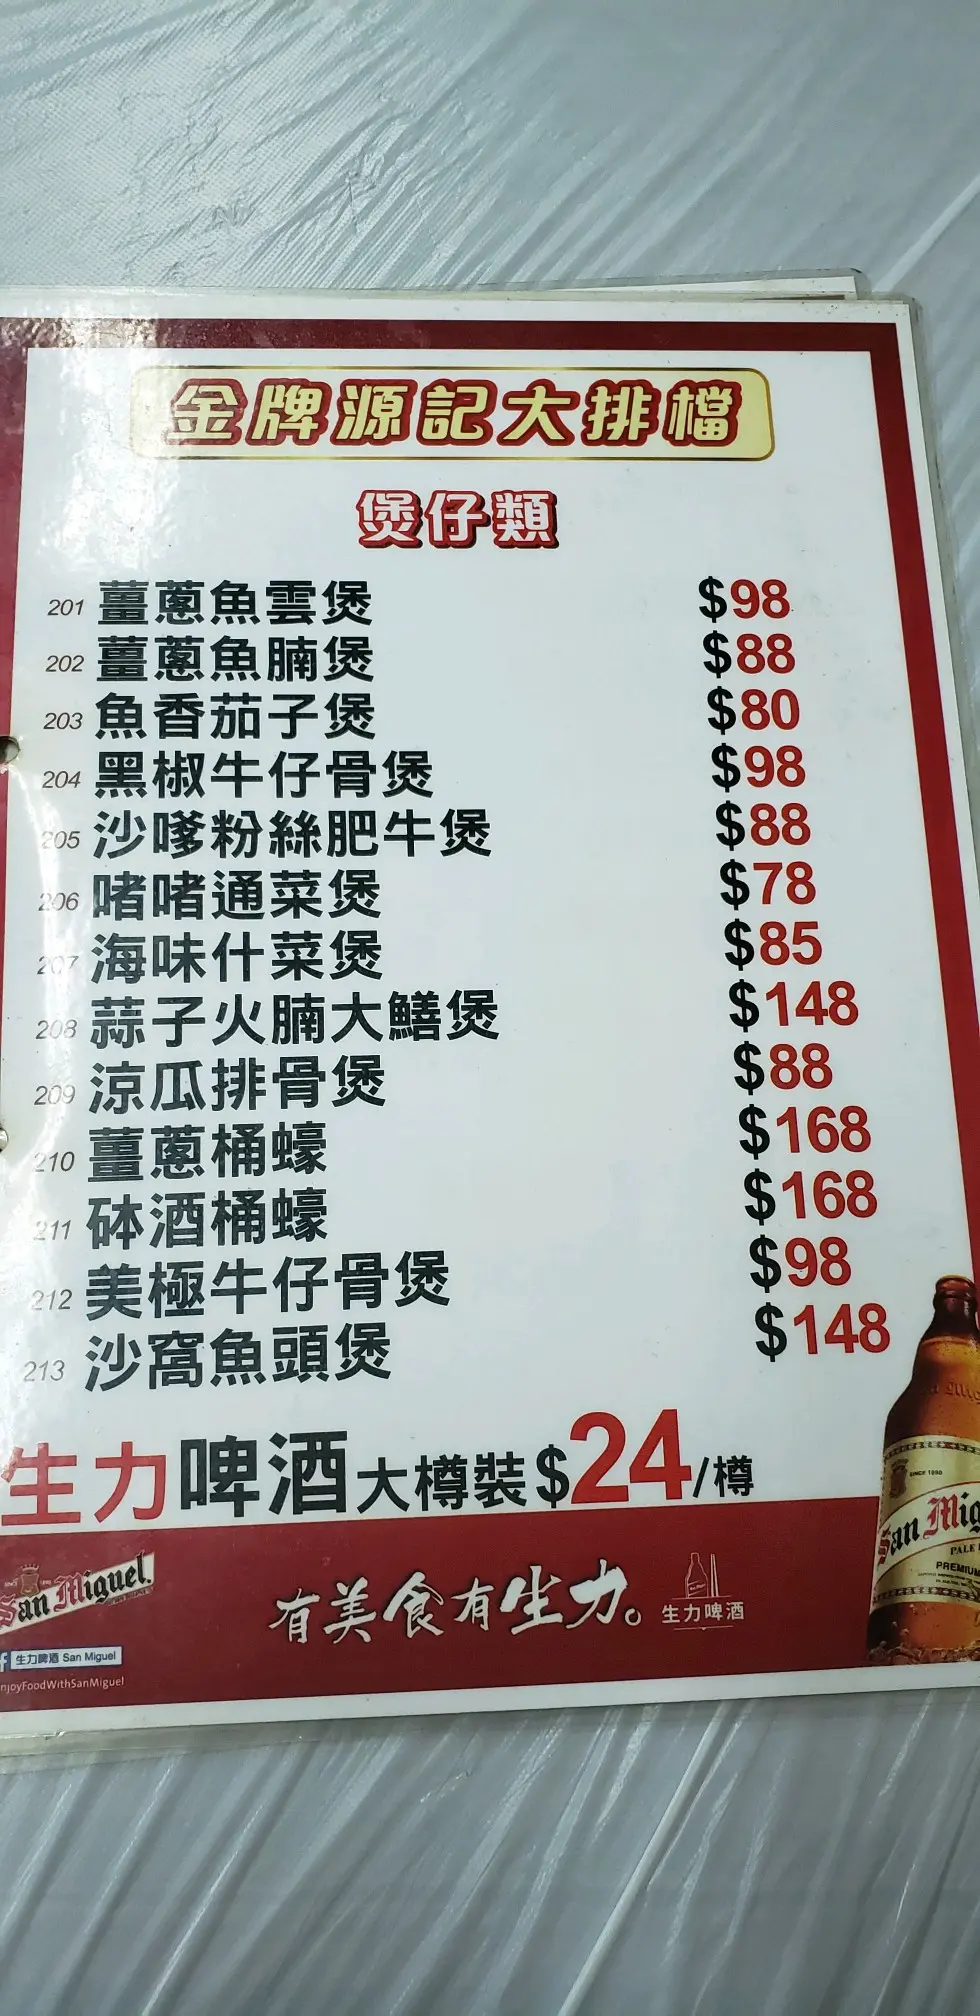 金牌源記大排檔
煲仔類
201 薑蔥魚雲煲 $98
202 薑蔥魚腩煲 $88
203 魚香茄子煲 $80
204 黑椒牛仔骨煲 $98
205 沙嗲粉絲肥牛煲 $88
206 啫啫通菜煲 $78
207 海味什菜煲 $85
208 蒜子火腩大鱔煲 $148
209 涼瓜排骨煲 $88
210 薑蔥桶蠔 $168
211 砵酒桶蠔 $168
212 美極牛仔骨煲 $98
213 沙窩魚頭煲 $148
生力啤酒大樽裝$24/樽
San Miguel
有美食有生力。
生力啤酒
生力啤酒 San Miguel
njoyFoodWithSanMiguel
SINCE 1890
San Mig
PALE
PREMIUM